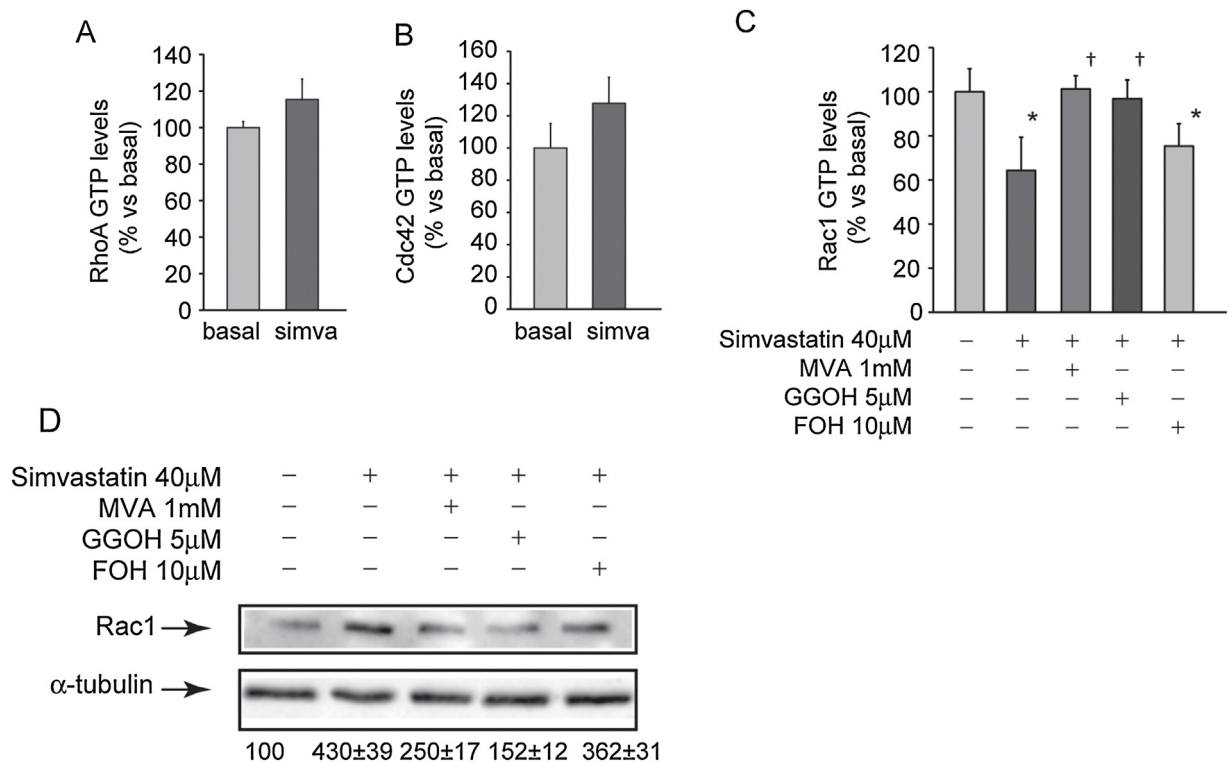 A
RhoA GTP levels
(% vs basal)
140
120
100
80
60
40
20
0
basal simva
B
Cdc42 GTP levels
(% vs basal)
160
140
120
100
80
60
40
20
0
basal simva
C
Rac1 GTP levels
(% vs basal)
120
100
80
60
40
20
0
* † † *
Simvastatin 40μM − + + + +
MVA 1mM − − + − −
GGOH 5μM − − − + −
FOH 10μM − − − − +
D
Simvastatin 40μM − + + + +
MVA 1mM − − + − −
GGOH 5μM − − − + −
FOH 10μM − − − − +
Rac1
α-tubulin
100 430±39 250±17 152±12 362±31